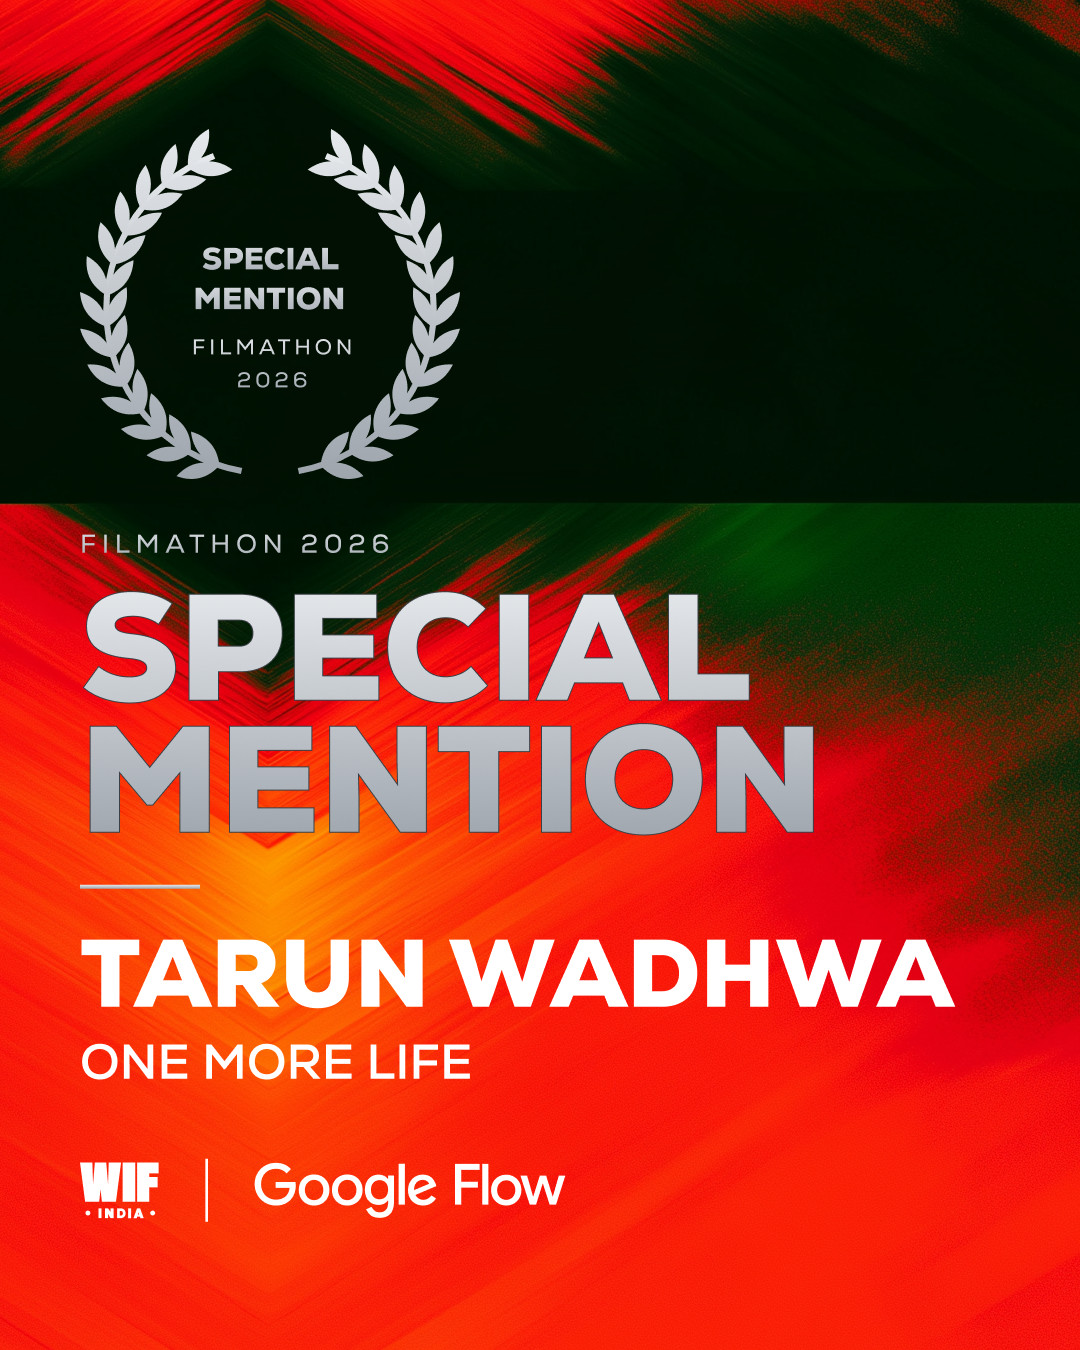 SPECIAL
MENTION
FILMATHON
2026
FILMATHON 2026
SPECIAL
MENTION
TARUN WADHWA
ONE MORE LIFE
WIF
• INDIA •
Google Flow